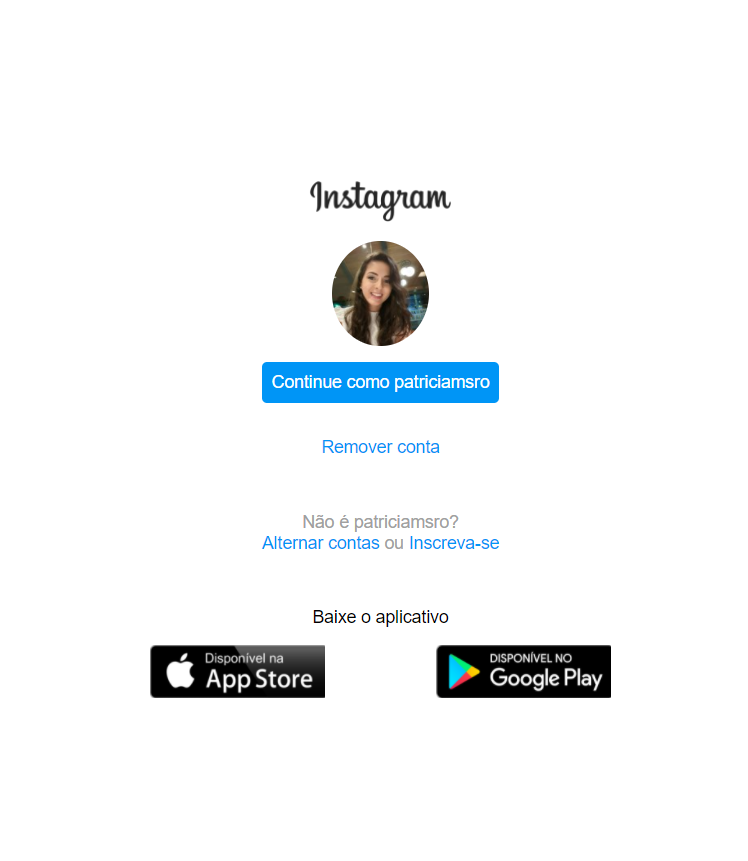 Instagram
Continue como patriciamsro
Remover conta
Não é patriciamsro?
Alternar contas ou Inscreva-se
Baixe o aplicativo
Disponível na
App Store
DISPONÍVEL NO
Google Play